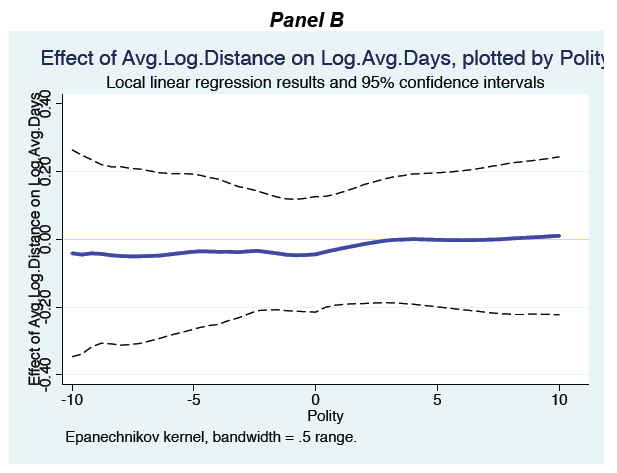 Panel B
Effect of Avg.Log.Distance on Log.Avg.Days, plotted by Polity
Local linear regression results and 95% confidence intervals
Effect of Avg.Log.Distance on Log.Avg.Days
0.40
0.20
0.00
-0.20
-0.40
-10 -5 0 5 10
Polity
Epanechnikov kernel, bandwidth = .5 range.